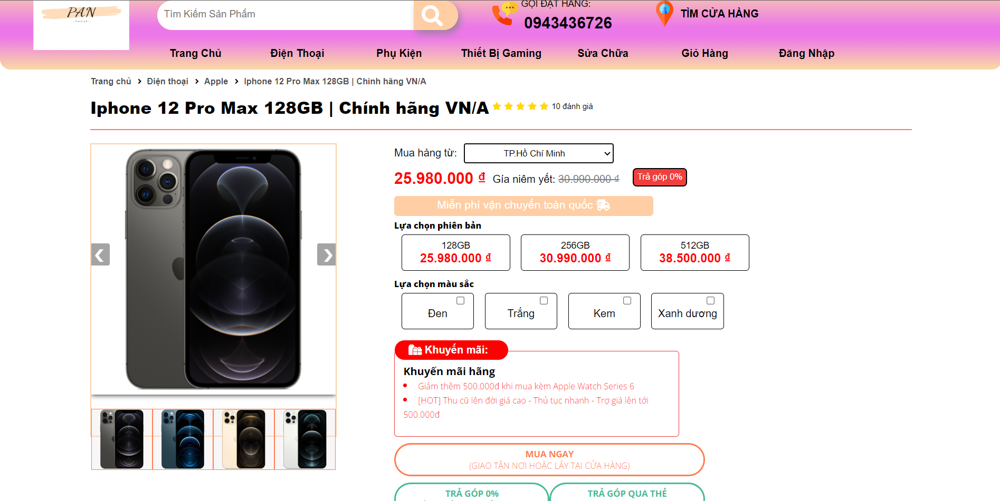 PAN
GỌI ĐẶT HÀNG:
Tìm Kiếm Sản Phẩm
0943436726
TÌM CỬA HÀNG
Trang Chủ Điện Thoại Phụ Kiện Thiết Bị Gaming Sửa Chữa Giỏ Hàng Đăng Nhập
Trang chủ > Điện thoại > Apple > Iphone 12 Pro Max 128GB | Chính hãng VN/A
Iphone 12 Pro Max 128GB | Chính hãng VN/A 10 đánh giá
Mua hàng từ: TP.Hồ Chí Minh
25.980.000 ₫ Gía niêm yết: 30.990.000 ₫ Trả góp 0%
Miễn phí vận chuyển toàn quốc
Lựa chọn phiên bản
128GB 256GB 512GB
25.980.000 ₫ 30.990.000 ₫ 38.500.000 ₫
Lựa chọn màu sắc
Đen Trắng Kem Xanh dương
Khuyến mãi:
Khuyến mãi hãng
• Giảm thêm 500.000đ khi mua kèm Apple Watch Series 6
• [HOT] Thu cũ lên đời giá cao - Thủ tục nhanh - Trợ giá lên tới
500.000đ
MUA NGAY
(GIAO TẬN NƠI HOẶC LẤY TẠI CỬA HÀNG)
TRẢ GÓP 0% TRẢ GÓP QUA THẺ